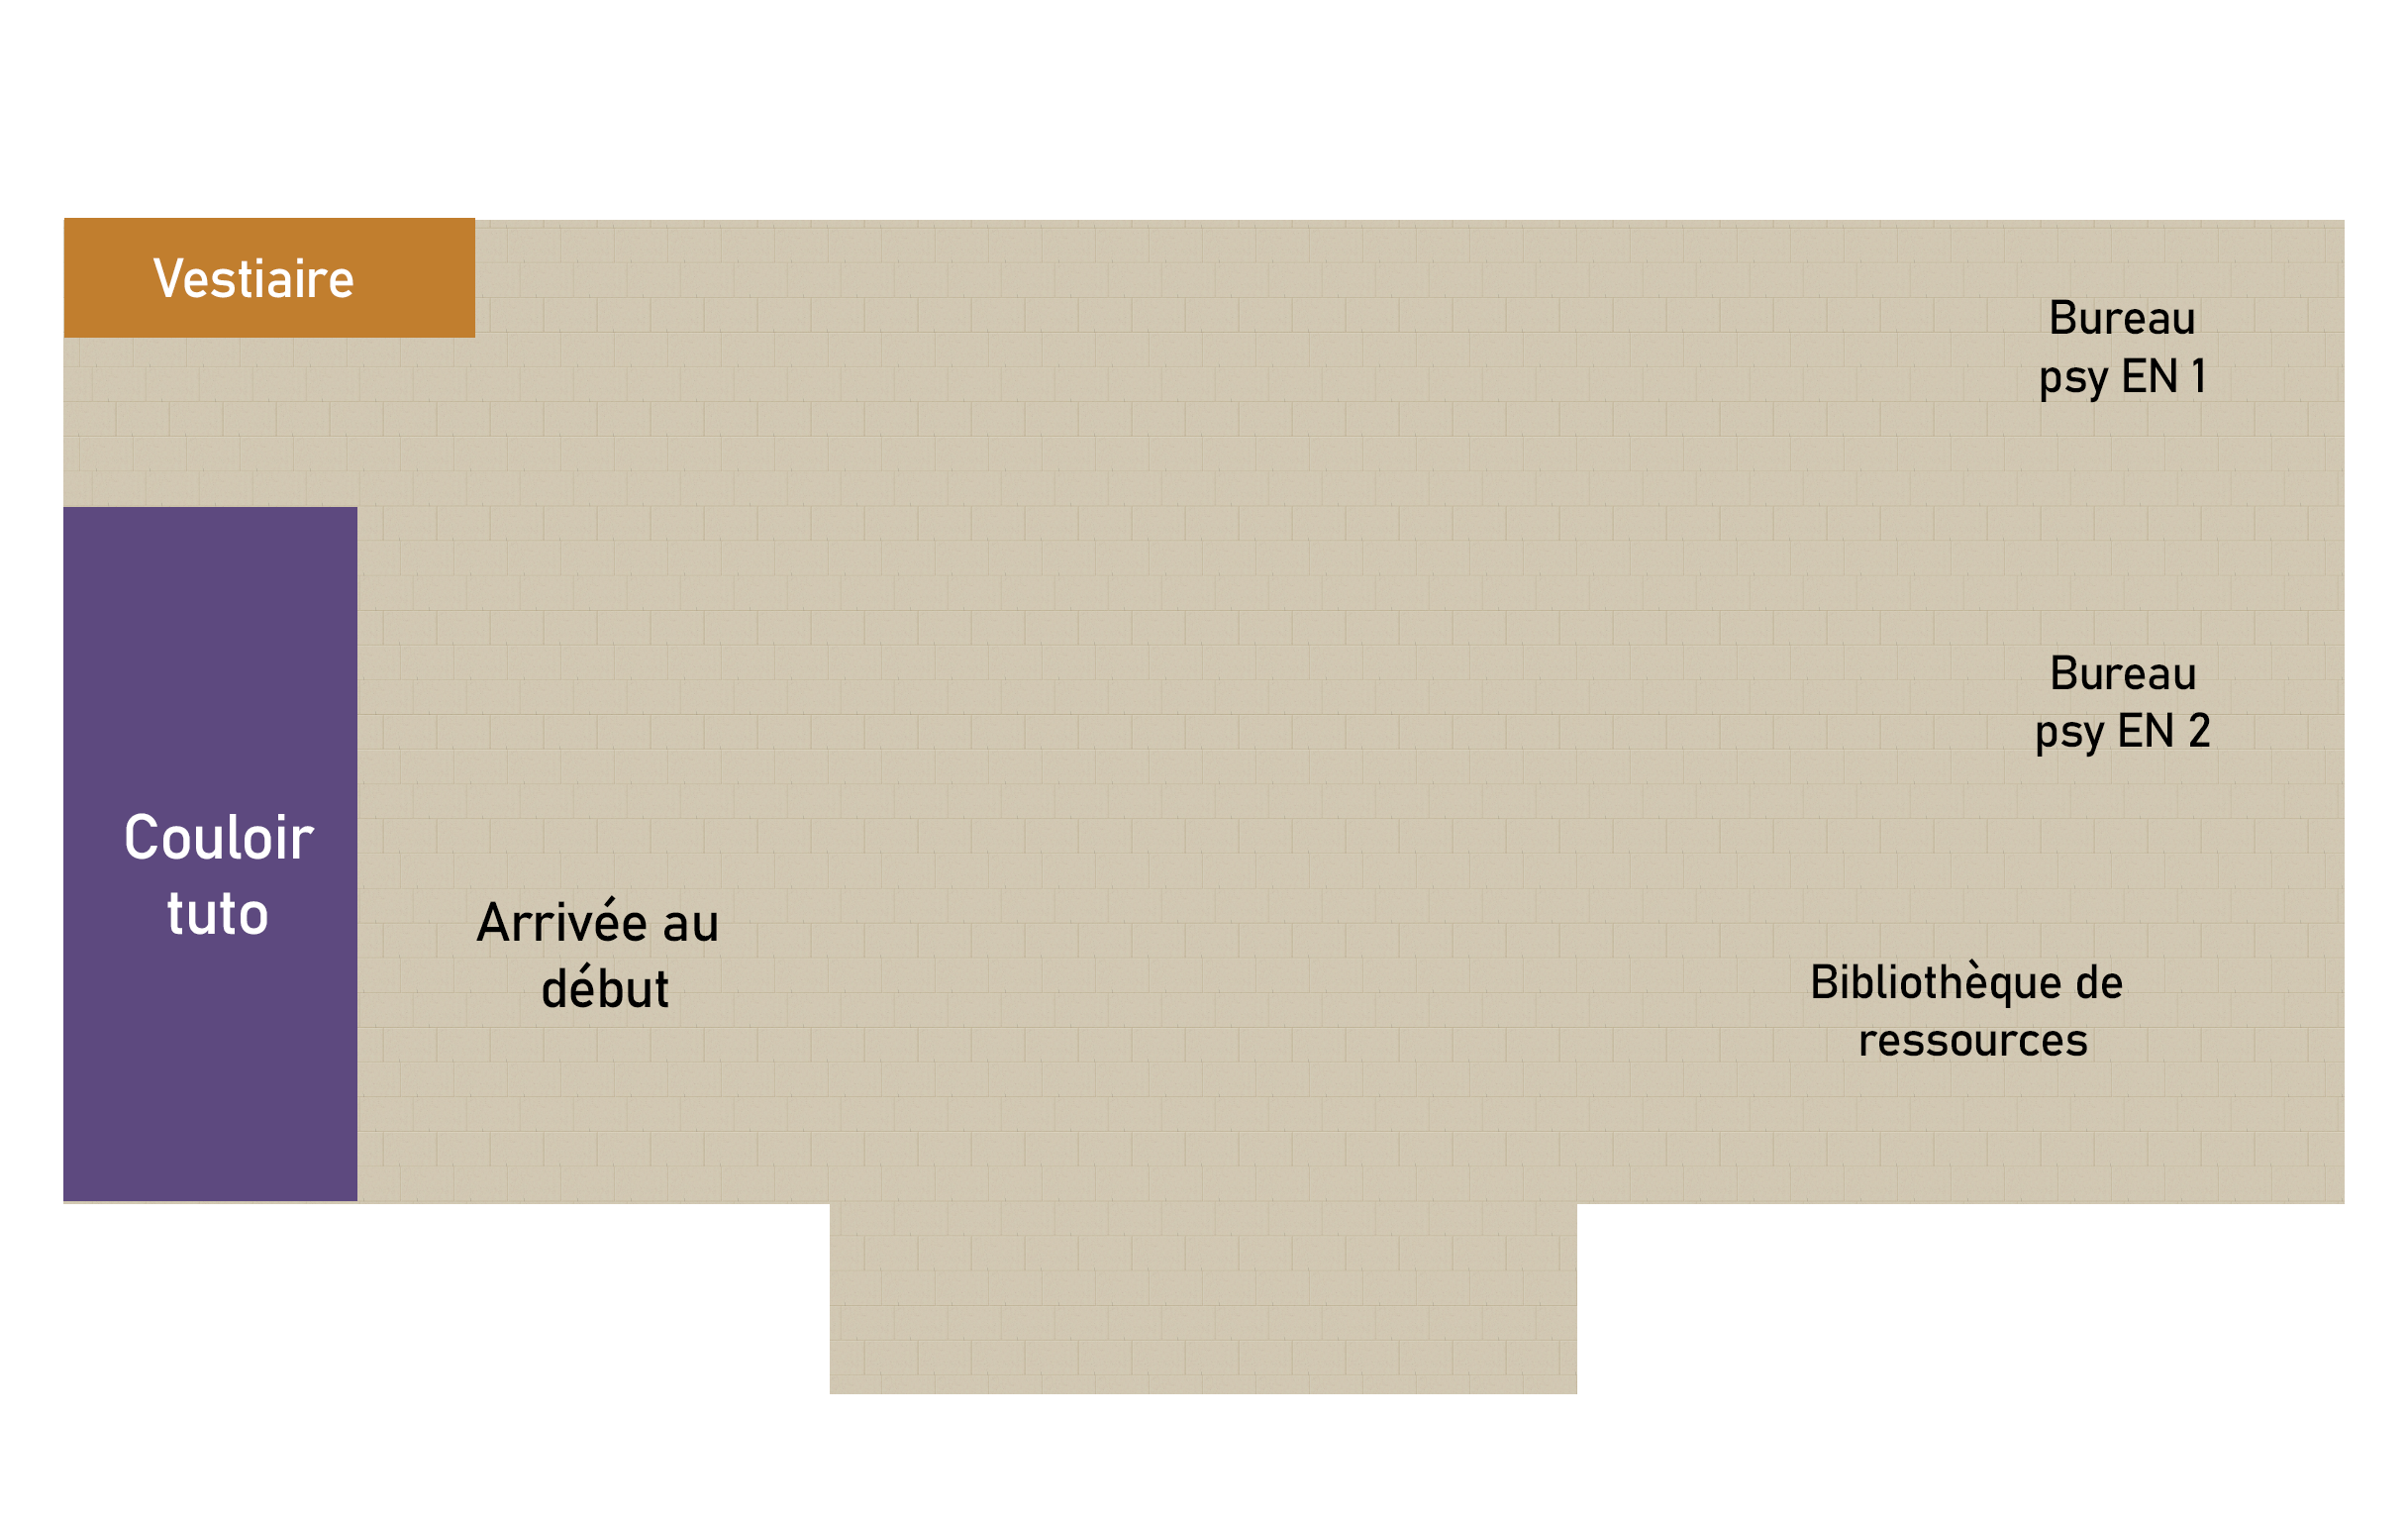 Vestiaire
Bureau
psy EN 1
Bureau
psy EN 2
Couloir
tuto
Arrivée au
début
Bibliothèque de
ressources